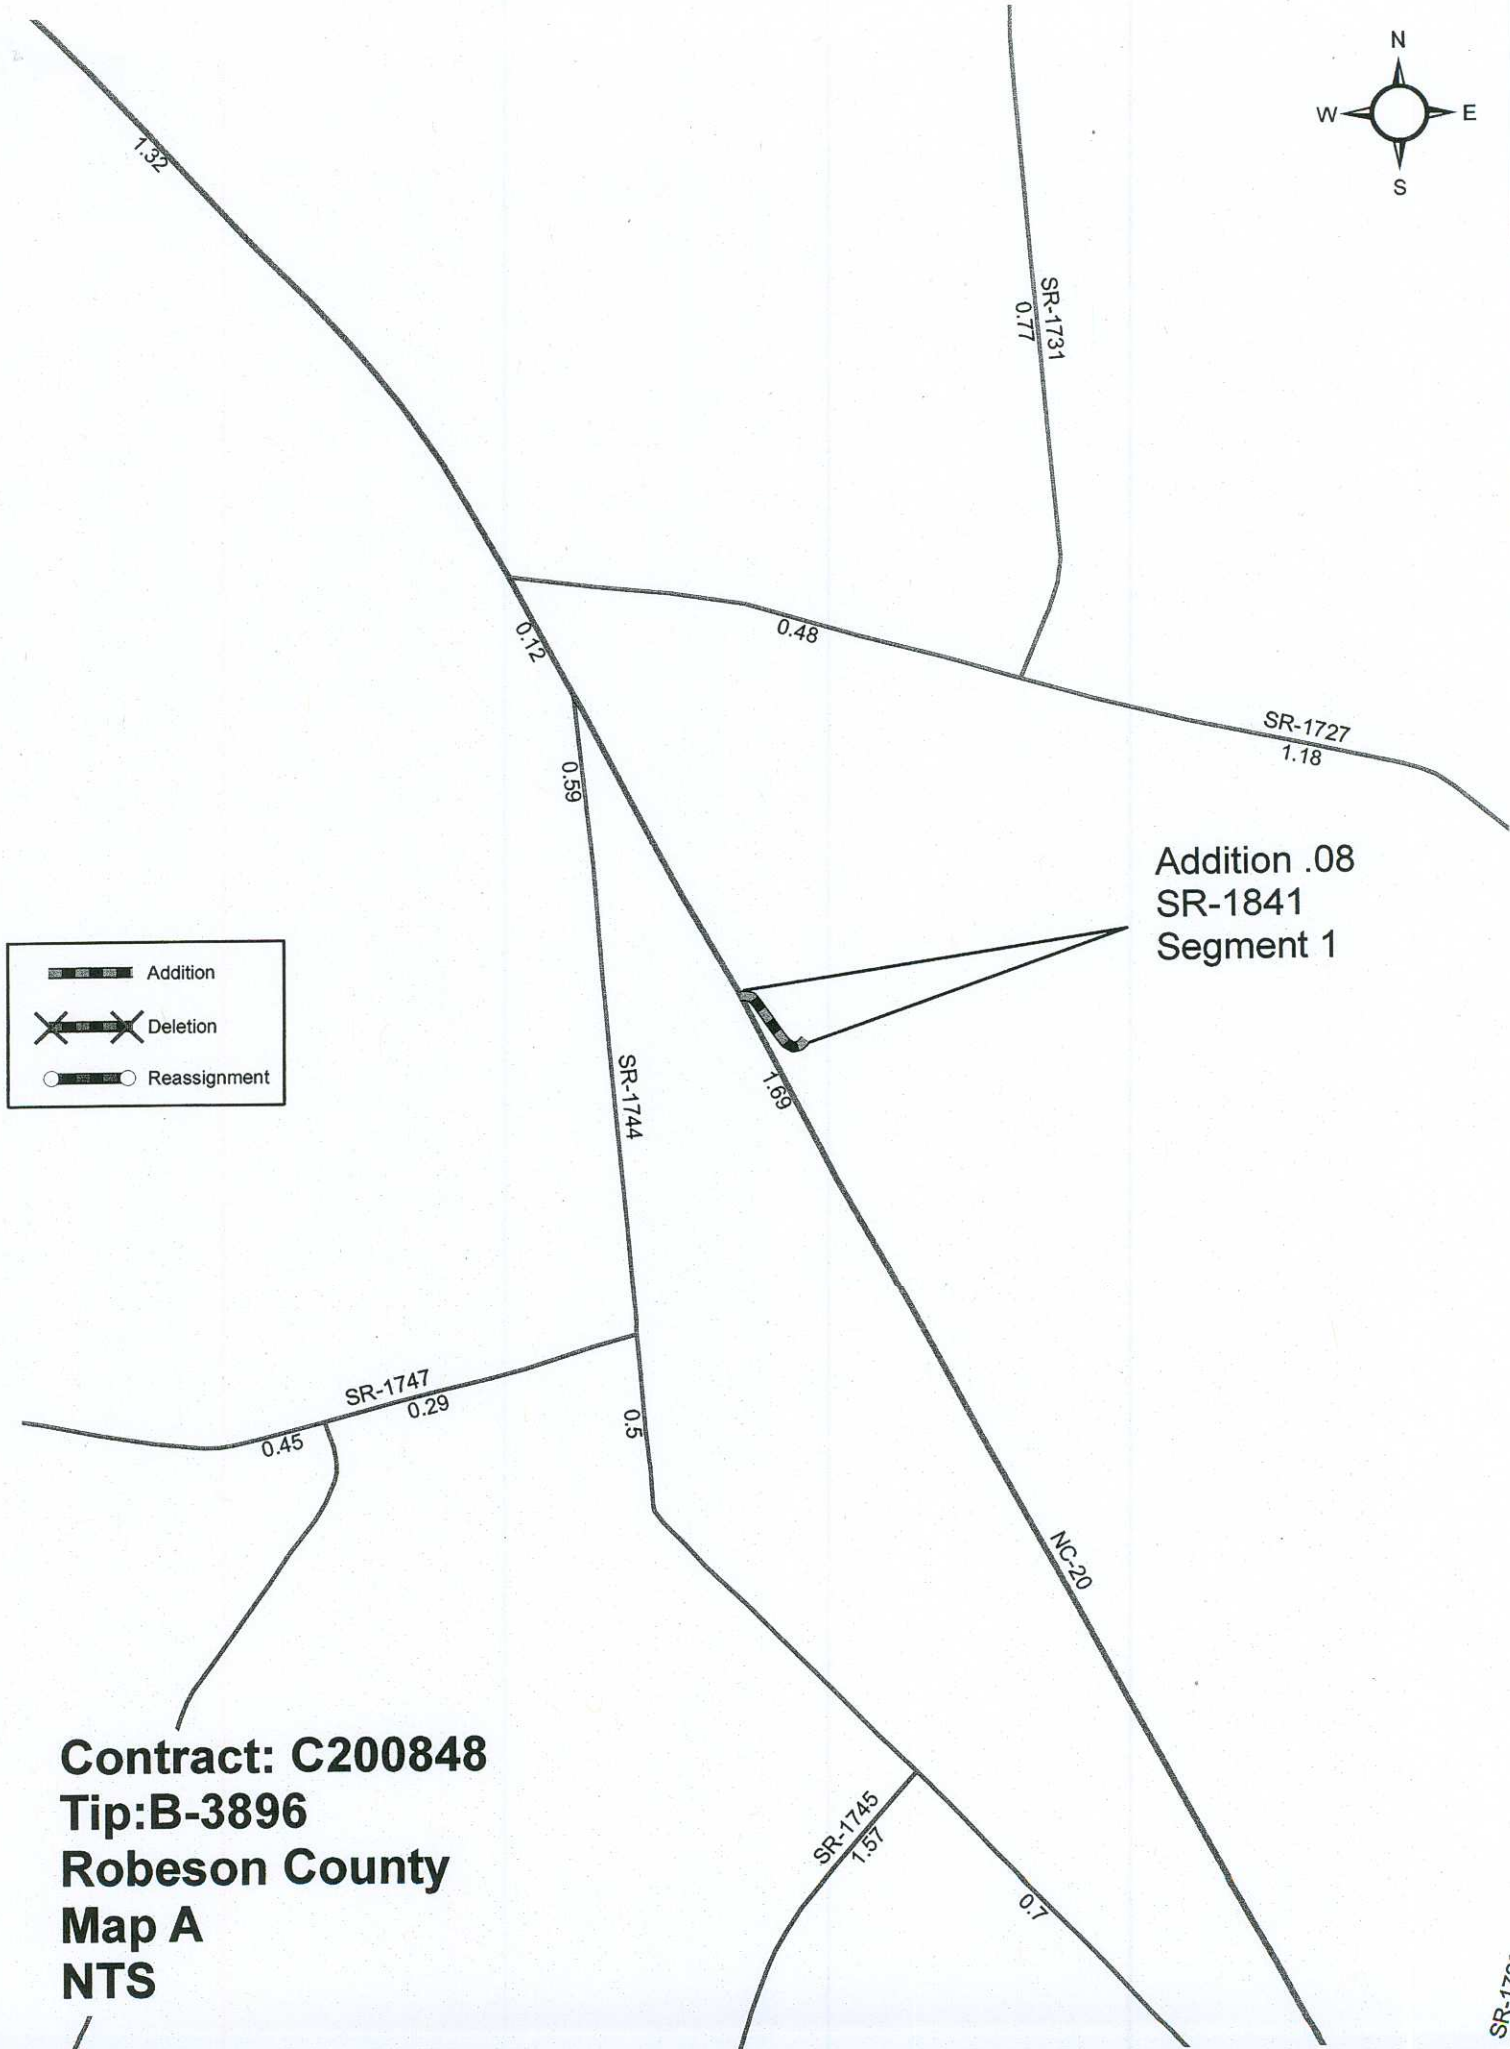 N
W E
S
1.32
SR-1731
0.77
0.12
0.48
SR-1727
1.18
0.59
Addition .08
SR-1841
Segment 1
Addition
Deletion
Reassignment
SR-1744
1.69
SR-1747
0.29
0.45
0.5
NC-20
Contract: C200848
Tip:B-3896
Robeson County
Map A
NTS
SR-1745
1.57
0.7